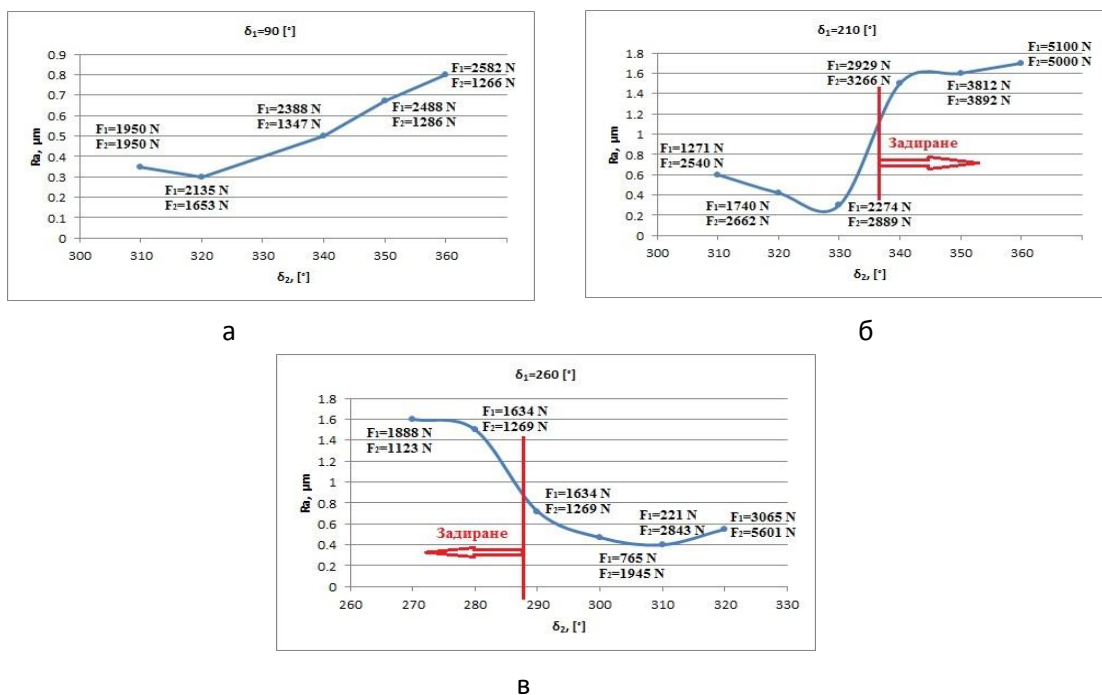 δ₁=90 [°]
Ra, µm
0.9
0.8
0.7
0.6
0.5
0.4
0.3
0.2
0.1
0
F₁=1950 N
F₂=1950 N
F₁=2135 N
F₂=1653 N
F₁=2388 N
F₂=1347 N
F₁=2488 N
F₂=1286 N
F₁=2582 N
F₂=1266 N
300 310 320 330 340 350 360
δ₂, [°]
а
δ₁=210 [°]
Ra, µm
1.8
1.6
1.4
1.2
1
0.8
0.6
0.4
0.2
0
F₁=1271 N
F₂=2540 N
F₁=1740 N
F₂=2662 N
F₁=2274 N
F₂=2889 N
F₁=2929 N
F₂=3266 N
F₁=3812 N
F₂=3892 N
F₁=5100 N
F₂=5000 N
Задиране
300 310 320 330 340 350 360
δ₂, [°]
б
δ₁=260 [°]
Ra, µm
1.8
1.6
1.4
1.2
1
0.8
0.6
0.4
0.2
0
F₁=1888 N
F₂=1123 N
F₁=1634 N
F₂=1269 N
F₁=1634 N
F₂=1269 N
F₁=765 N
F₂=1945 N
F₁=221 N
F₂=2843 N
F₁=3065 N
F₂=5601 N
Задиране
260 270 280 290 300 310 320 330
δ₂, [°]
в